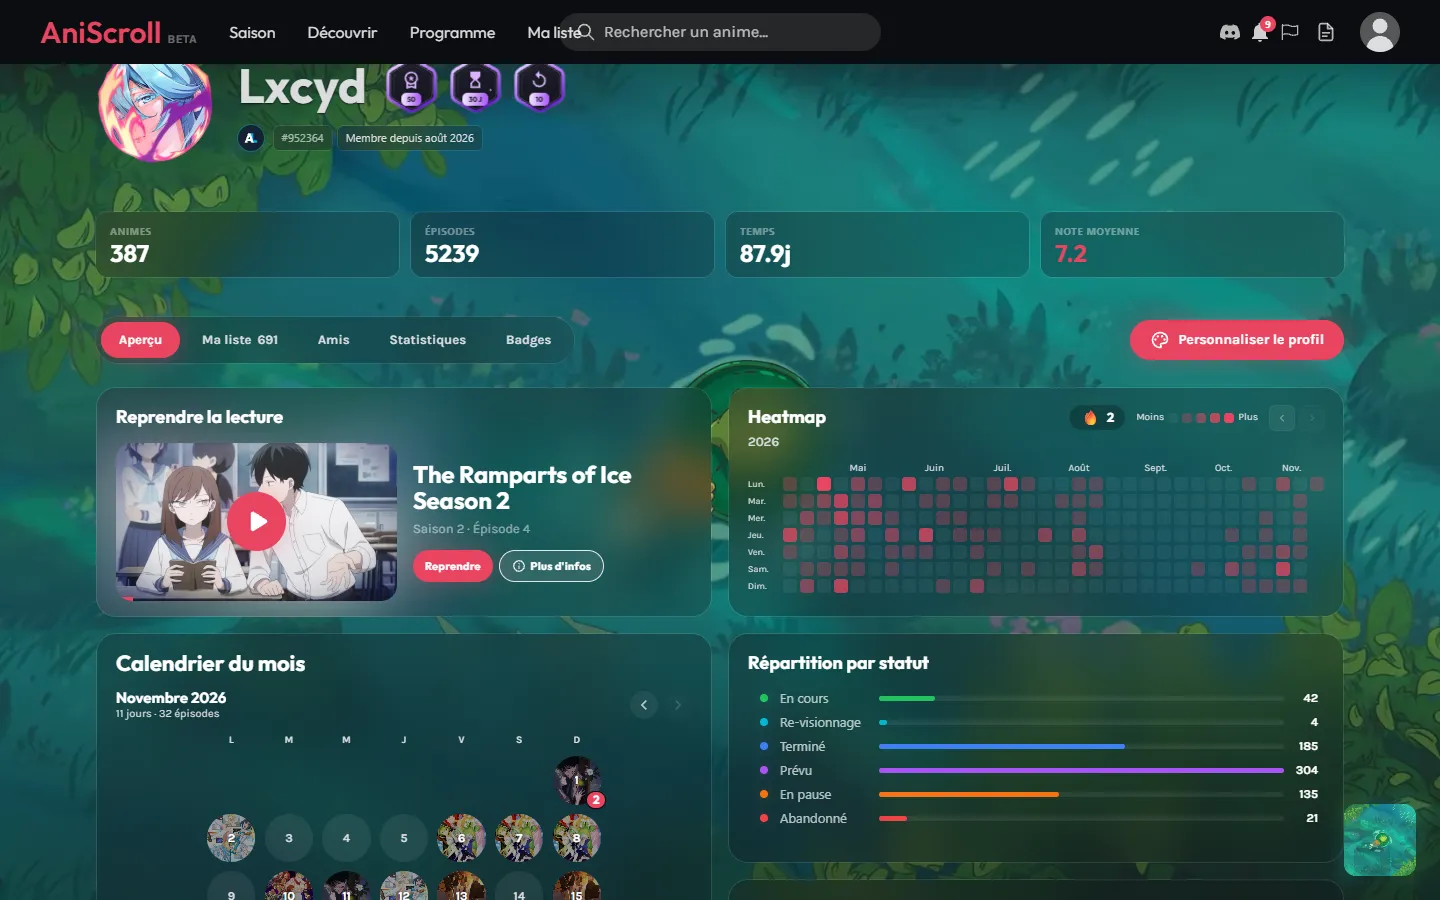 AniScroll BETA
Saison
Découvrir
Programme
Ma liste
Rechercher un anime...
9
Lxcyd
50
30 J
10
#952364
Membre depuis août 2026
ANIMES
387
ÉPISODES
5239
TEMPS
87.9j
NOTE MOYENNE
7.2
Aperçu
Ma liste 691
Amis
Statistiques
Badges
Personnaliser le profil
Reprendre la lecture
The Ramparts of Ice
Season 2
Saison 2 · Épisode 4
Reprendre
Plus d'infos
Heatmap
2026
2
Moins
Plus
Mai Juin Juil. Août Sept. Oct. Nov.
Lun.
Mar.
Mer.
Jeu.
Ven.
Sam.
Dim.
Calendrier du mois
Novembre 2026
11 jours · 32 épisodes
L M M J V S D
1
2
2 3 4 5 6 7 8
9 10 11 12 13 14 15
Répartition par statut
En cours 42
Re-visionnage 4
Terminé 185
Prévu 304
En pause 135
Abandonné 21